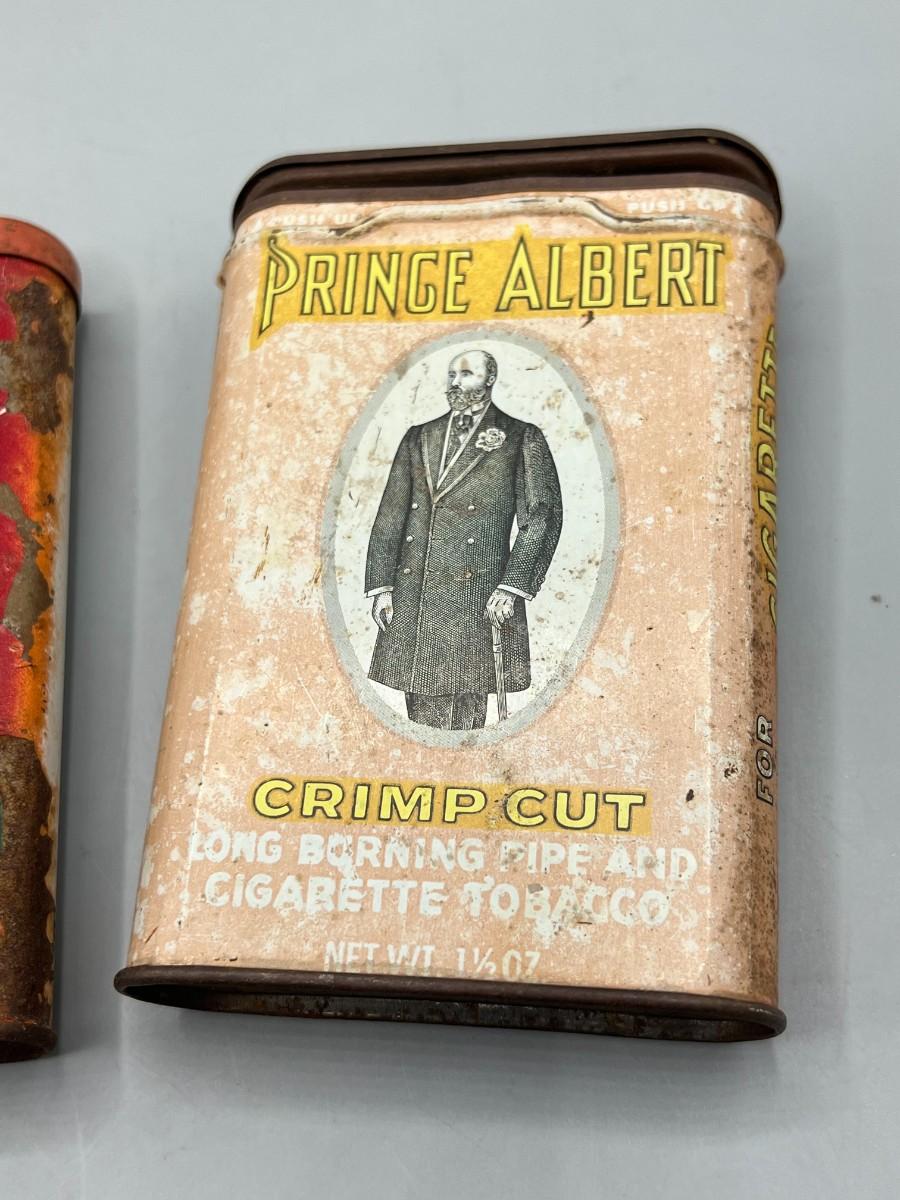 PUSH UP PUSH UP
PRINCE ALBERT
CRIMP CUT
LONG BURNING PIPE AND
CIGARETTE TOBACCO
NET WT. 1½ OZ
FOR CIGARETTE